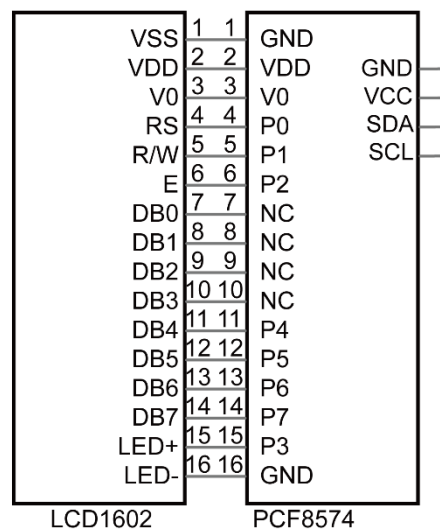 VSS 1 1 GND
VDD 2 2 VDD GND
V0 3 3 V0 VCC
RS 4 4 P0 SDA
R/W 5 5 P1 SCL
E 6 6 P2
DB0 7 7 NC
DB1 8 8 NC
DB2 9 9 NC
DB3 10 10 NC
DB4 11 11 P4
DB5 12 12 P5
DB6 13 13 P6
DB7 14 14 P7
LED+ 15 15 P3
LED- 16 16 GND
LCD1602 PCF8574